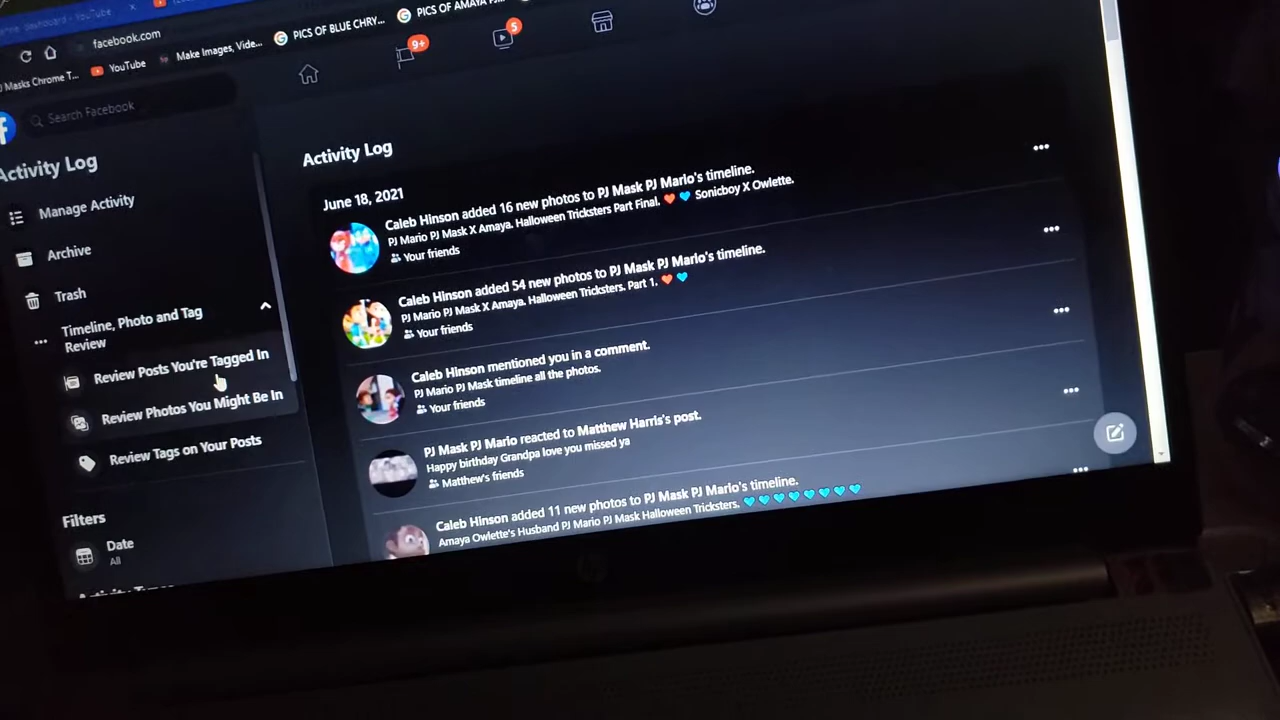 dashboard - YouTube
facebook.com
J Masks Chrome T...
YouTube
Make Images, Vide...
PICS OF BLUE CHRY...
PICS OF AMAYA PJ...
9+
5
Search Facebook
Activity Log
Manage Activity
Archive
Trash
Timeline, Photo and Tag
Review
Review Posts You're Tagged In
Review Photos You Might Be In
Review Tags on Your Posts
Filters
Date
All
Activity Types
Activity Log
June 18, 2021
Caleb Hinson added 16 new photos to PJ Mask PJ Mario's timeline.
PJ Mario PJ Mask X Amaya. Halloween Tricksters Part Final. ❤️ 💙 Sonicboy X Owlette.
Your friends
Caleb Hinson added 54 new photos to PJ Mask PJ Mario's timeline.
PJ Mario PJ Mask X Amaya. Halloween Tricksters. Part 1. ❤️ 💙
Your friends
Caleb Hinson mentioned you in a comment.
PJ Mario PJ Mask timeline all the photos.
Your friends
PJ Mask PJ Mario reacted to Matthew Harris's post.
Happy birthday Grandpa love you missed ya
Matthew's friends
Caleb Hinson added 11 new photos to PJ Mask PJ Mario's timeline.
Amaya Owlette's Husband PJ Mario PJ Mask Halloween Tricksters. 💙💙💙💙💙💙💙💙